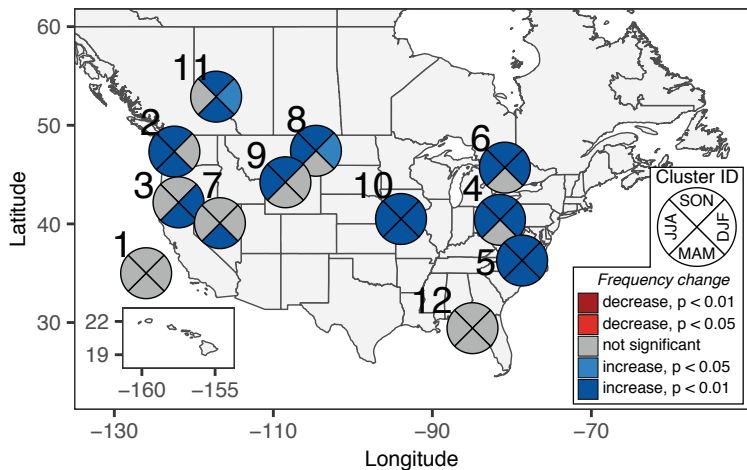 60
50
40
30
Latitude
11
2
8
9
3
7
10
6
4
5
1
12
22
19
−160
−155
Cluster ID
SON
JJA
DJF
MAM
Frequency change
decrease, p < 0.01
decrease, p < 0.05
not significant
increase, p < 0.05
increase, p < 0.01
−130
−110
−90
−70
Longitude